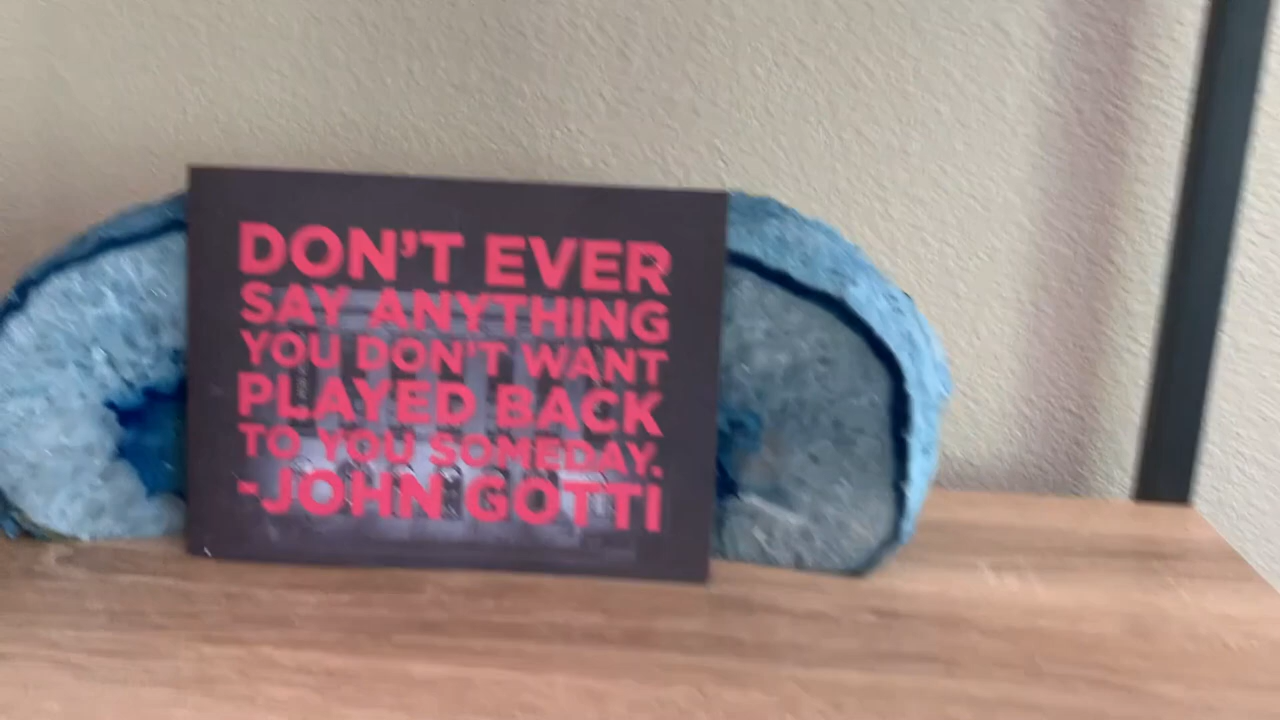 DON'T EVER
SAY ANYTHING
YOU DON'T WANT
PLAYED BACK
TO YOU SOMEDAY.
-JOHN GOTTI